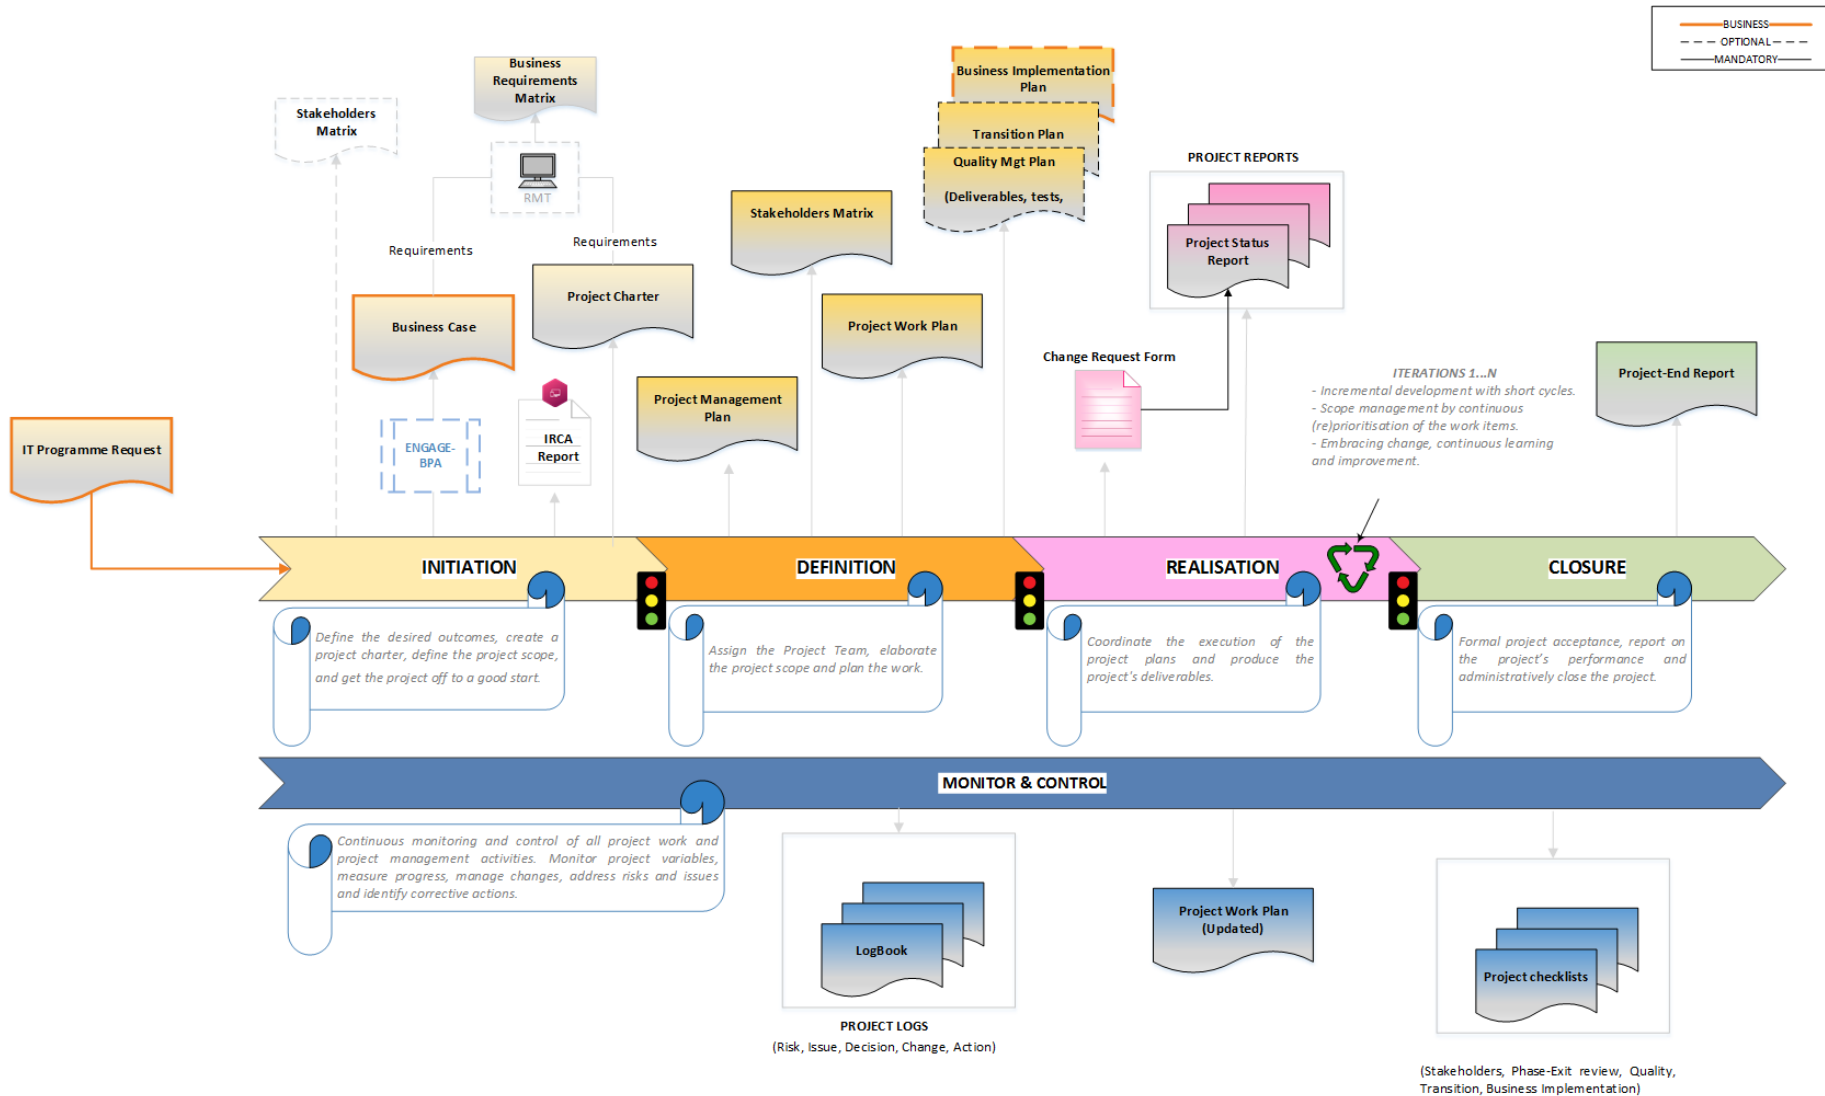 BUSINESS
OPTIONAL
MANDATORY
Business
Requirements
Matrix
Stakeholders
Matrix
RMT
Requirements
Requirements
Business Case
Project Charter
ENGAGE-
BPA
IRCA
Report
IT Programme Request
Business Implementation
Plan
Transition Plan
Quality Mgt Plan
(Deliverables, tests,
Stakeholders Matrix
Project Work Plan
Project Management
Plan
PROJECT REPORTS
Project Status
Report
Change Request Form
ITERATIONS 1...N
- Incremental development with short cycles.
- Scope management by continuous
(re)prioritisation of the work items.
- Embracing change, continuous learning
and improvement.
Project-End Report
INITIATION
DEFINITION
REALISATION
CLOSURE
Define the desired outcomes, create a
project charter, define the project scope,
and get the project off to a good start.
Assign the Project Team, elaborate
the project scope and plan the work.
Coordinate the execution of the
project plans and produce the
project's deliverables.
Formal project acceptance, report on
the project's performance and
administratively close the project.
MONITOR & CONTROL
Continuous monitoring and control of all project work and
project management activities. Monitor project variables,
measure progress, manage changes, address risks and issues
and identify corrective actions.
LogBook
PROJECT LOGS
(Risk, Issue, Decision, Change, Action)
Project Work Plan
(Updated)
Project checklists
(Stakeholders, Phase-Exit review, Quality,
Transition, Business Implementation)